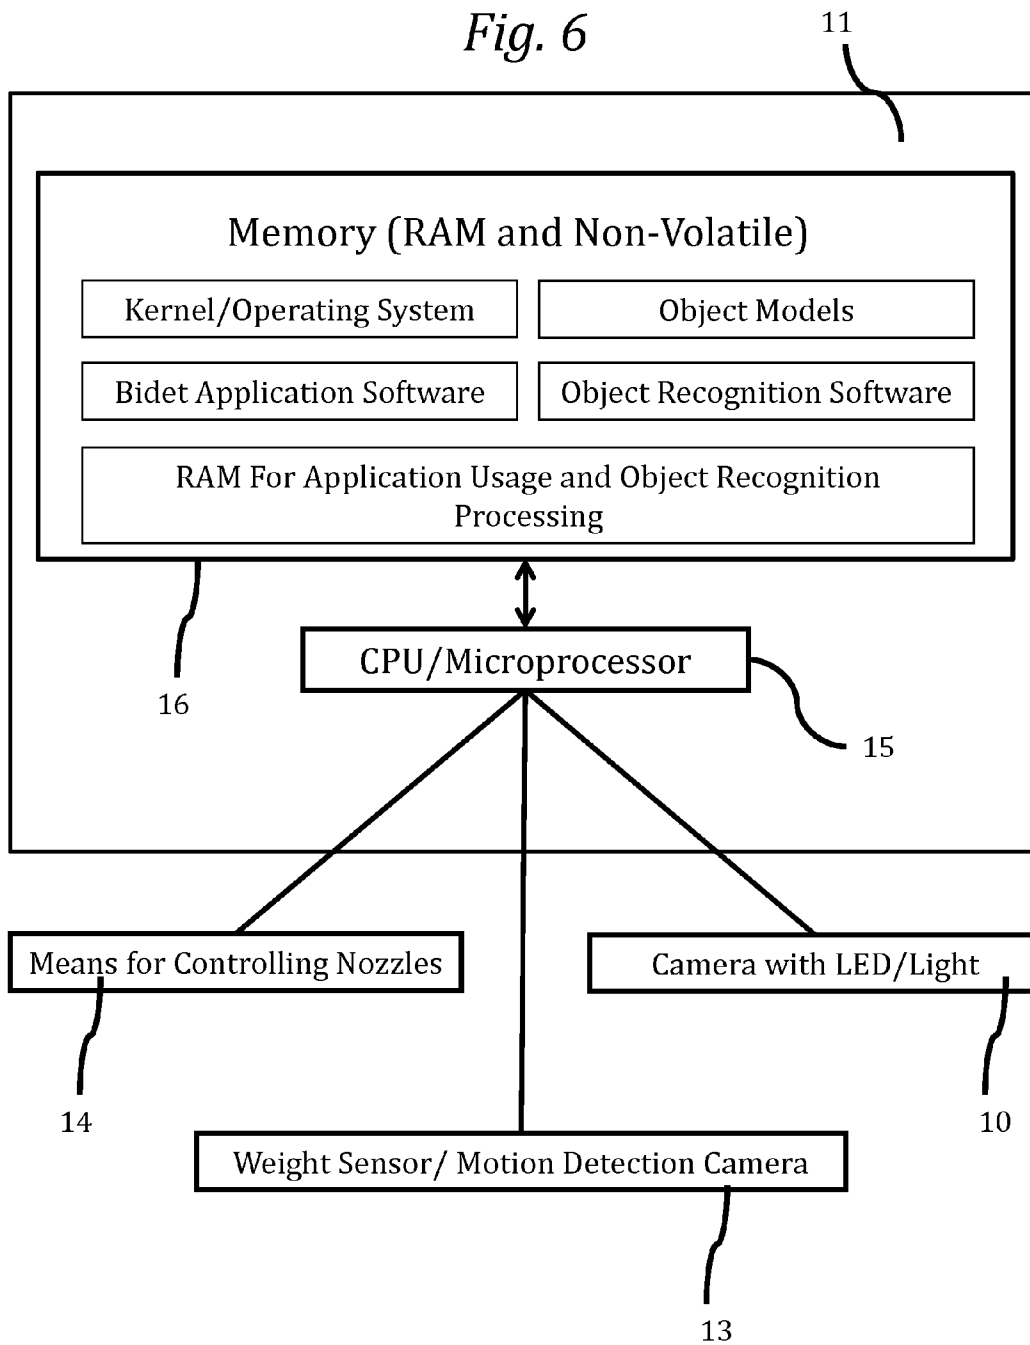 Fig. 6
11
Memory (RAM and Non-Volatile)
Kernel/Operating System
Object Models
Bidet Application Software
Object Recognition Software
RAM For Application Usage and Object Recognition
Processing
CPU/Microprocessor
16
15
Means for Controlling Nozzles
Camera with LED/Light
14
10
Weight Sensor/ Motion Detection Camera
13